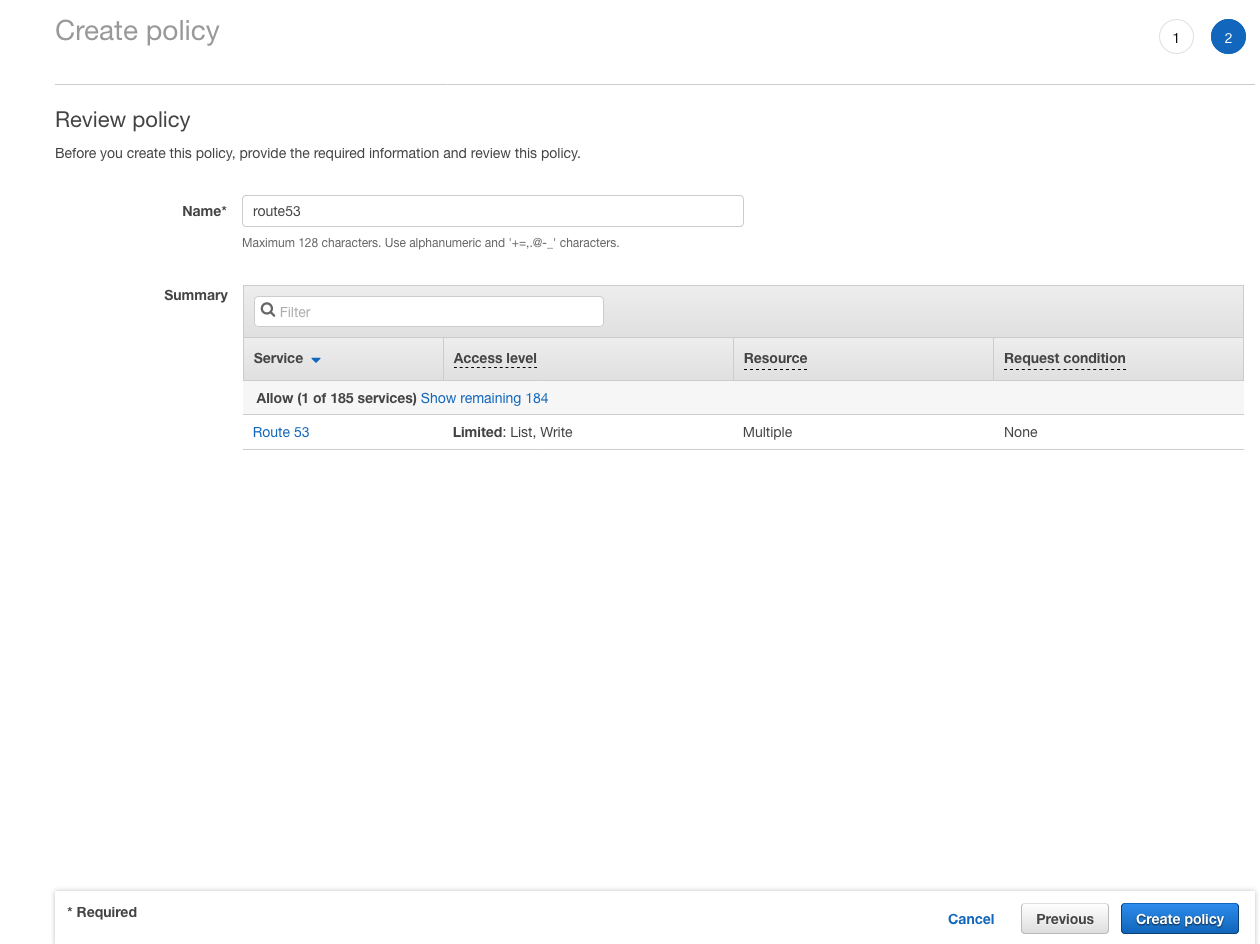 Create policy
1
2
Review policy
Before you create this policy, provide the required information and review this policy.
Name* route53
Maximum 128 characters. Use alphanumeric and '+=,.@-_' characters.
Summary
Filter
Service Access level Resource Request condition
Allow (1 of 185 services) Show remaining 184
Route 53 Limited: List, Write Multiple None
* Required
Cancel Previous Create policy